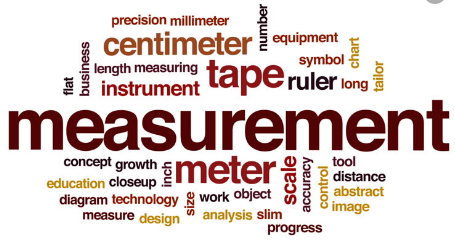 precision millimeter
number
centimeter
equipment
symbol
chart
flat
business
length measuring
tape
ruler
long
tailor
instrument
measurement
concept growth
inch
meter
scale
accuracy
tool
distance
education closeup
control
abstract
diagram technology
size
work
object
image
measure
design
analysis slim
progress